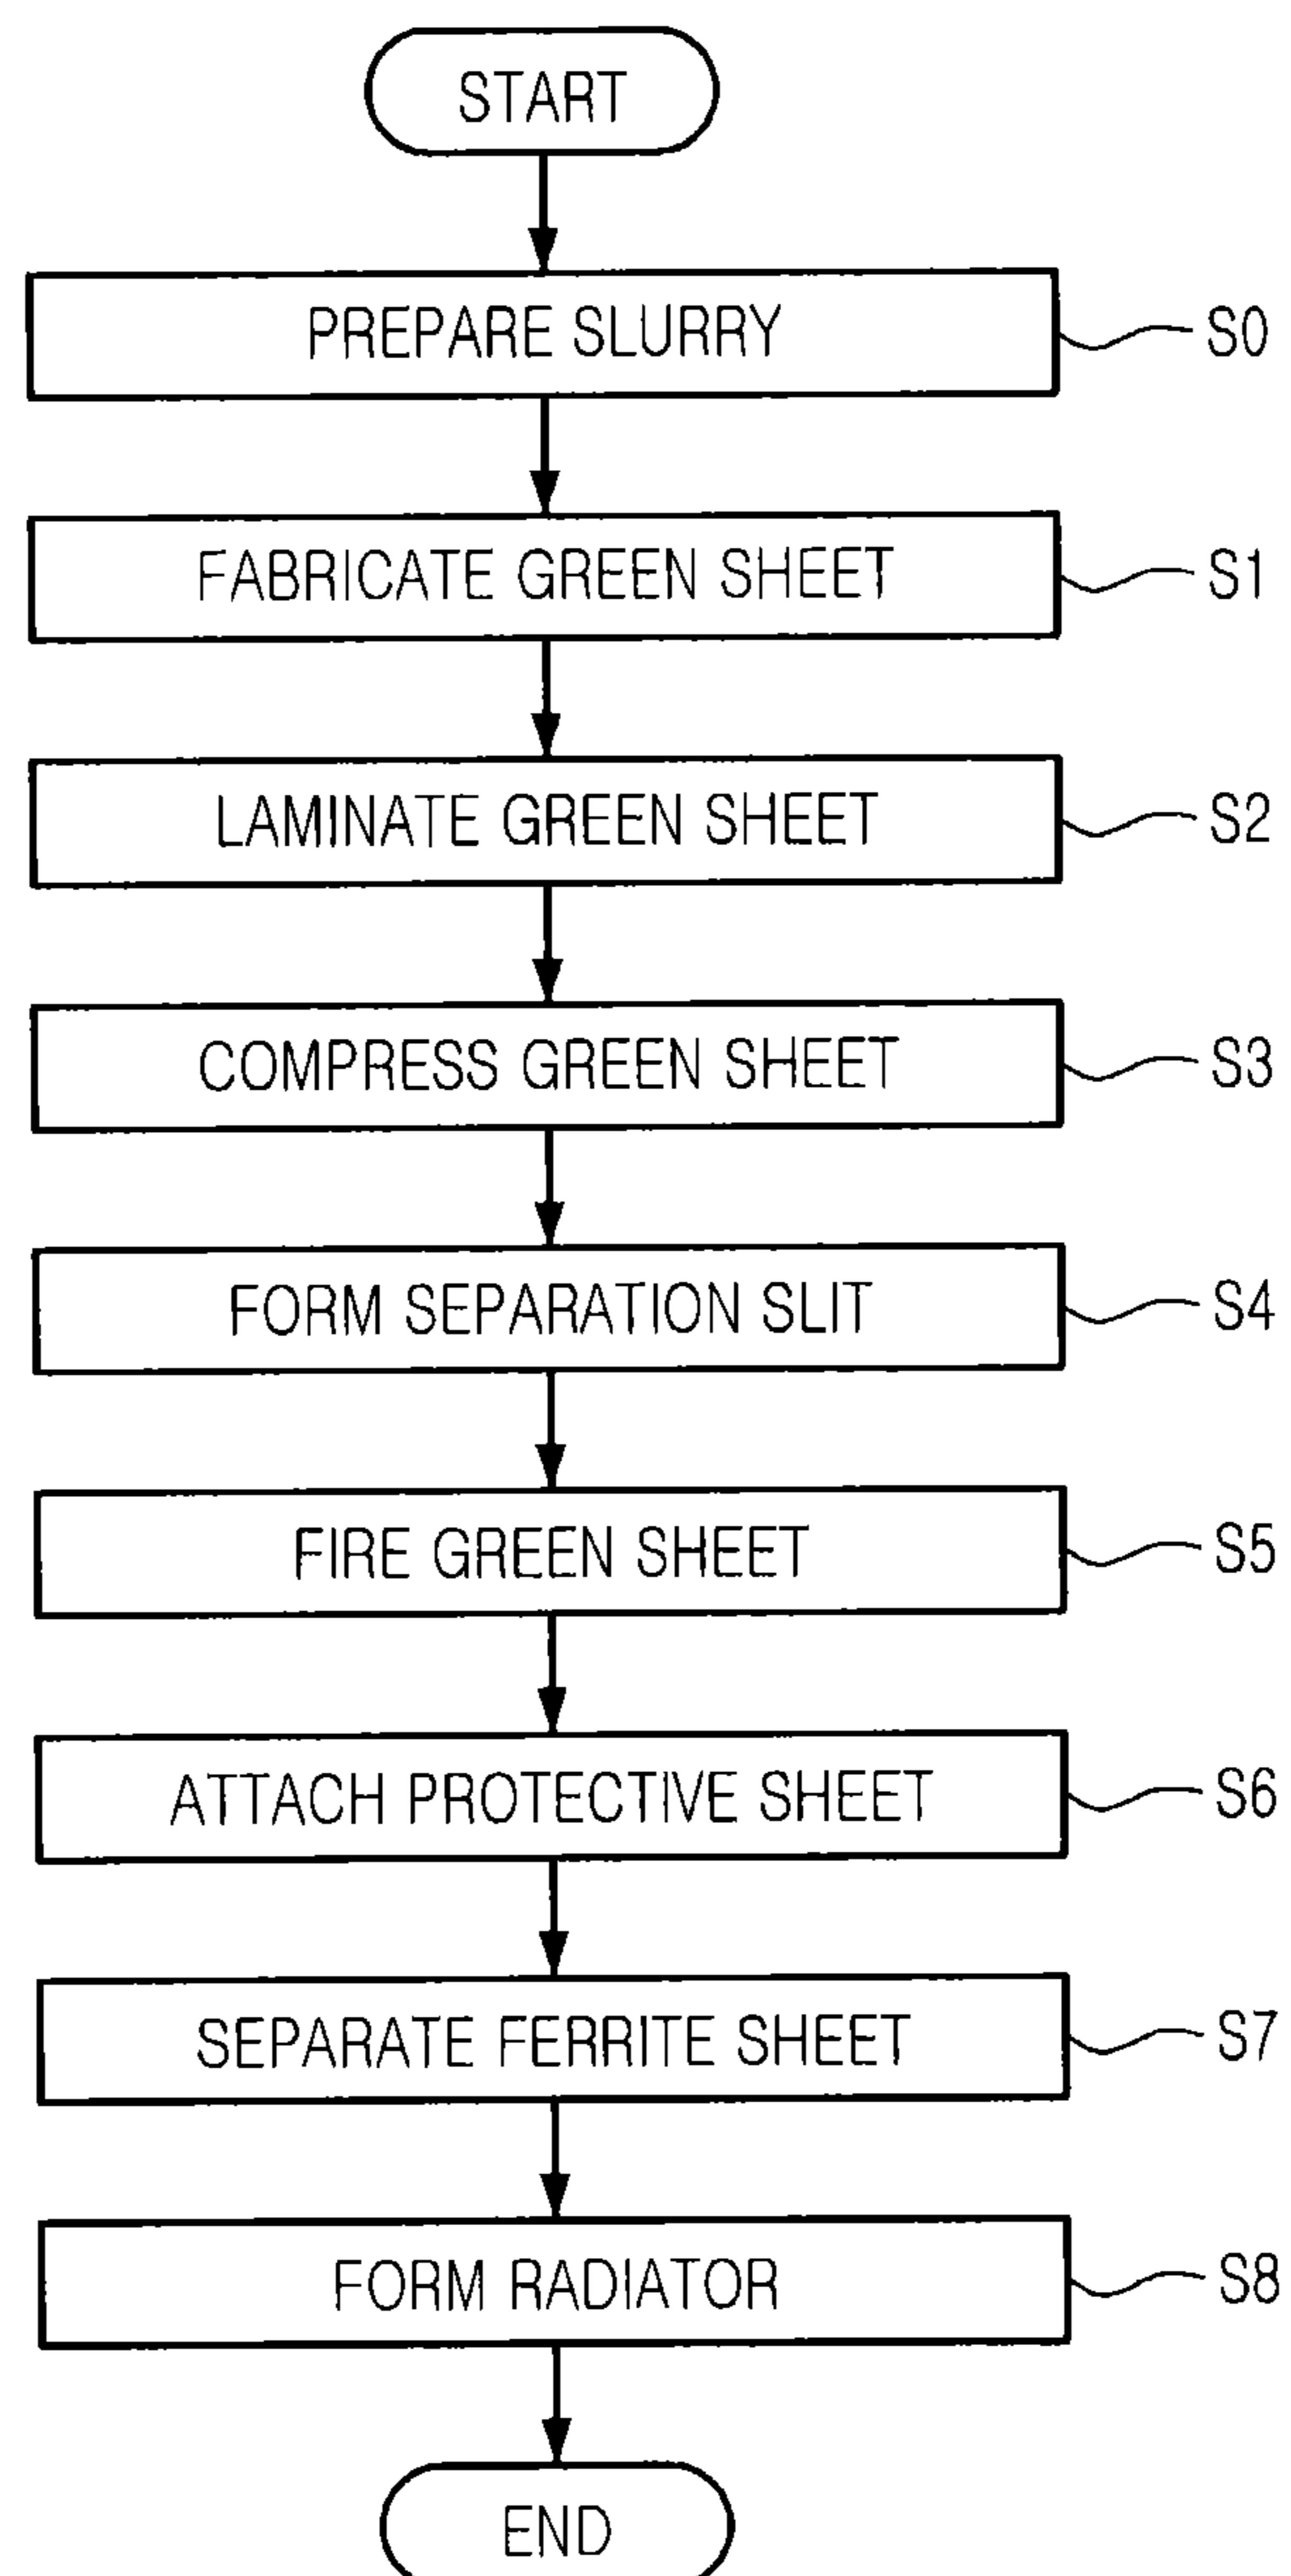 START
PREPARE SLURRY S0
FABRICATE GREEN SHEET S1
LAMINATE GREEN SHEET S2
COMPRESS GREEN SHEET S3
FORM SEPARATION SLIT S4
FIRE GREEN SHEET S5
ATTACH PROTECTIVE SHEET S6
SEPARATE FERRITE SHEET S7
FORM RADIATOR S8
END